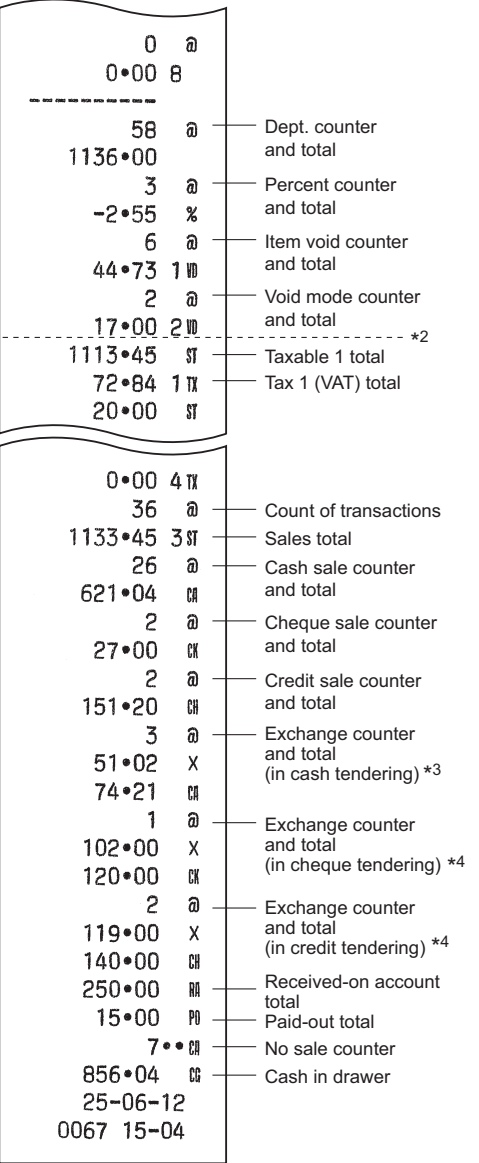 0 @
0•00 8
----------
58 @ Dept. counter
1136•00 and total
3 @ Percent counter
-2•55 % and total
6 @ Item void counter
44•73 1 VD and total
2 @ Void mode counter
17•00 2 VD and total
*2
1113•45 ST Taxable 1 total
72•84 1 TX Tax 1 (VAT) total
20•00 ST
0•00 4 TX
36 @ Count of transactions
1133•45 3 ST Sales total
26 @ Cash sale counter
621•04 CA and total
2 @ Cheque sale counter
27•00 CK and total
2 @ Credit sale counter
151•20 CH and total
3 @ Exchange counter
51•02 X and total
(in cash tendering) *3
74•21 CA
1 @ Exchange counter
102•00 X and total
(in cheque tendering) *4
120•00 CK
2 @ Exchange counter
119•00 X and total
(in credit tendering) *4
140•00 CH
250•00 RA Received-on account
total
15•00 PO Paid-out total
7•• CA No sale counter
856•04 CG Cash in drawer
25-06-12
0067 15-04